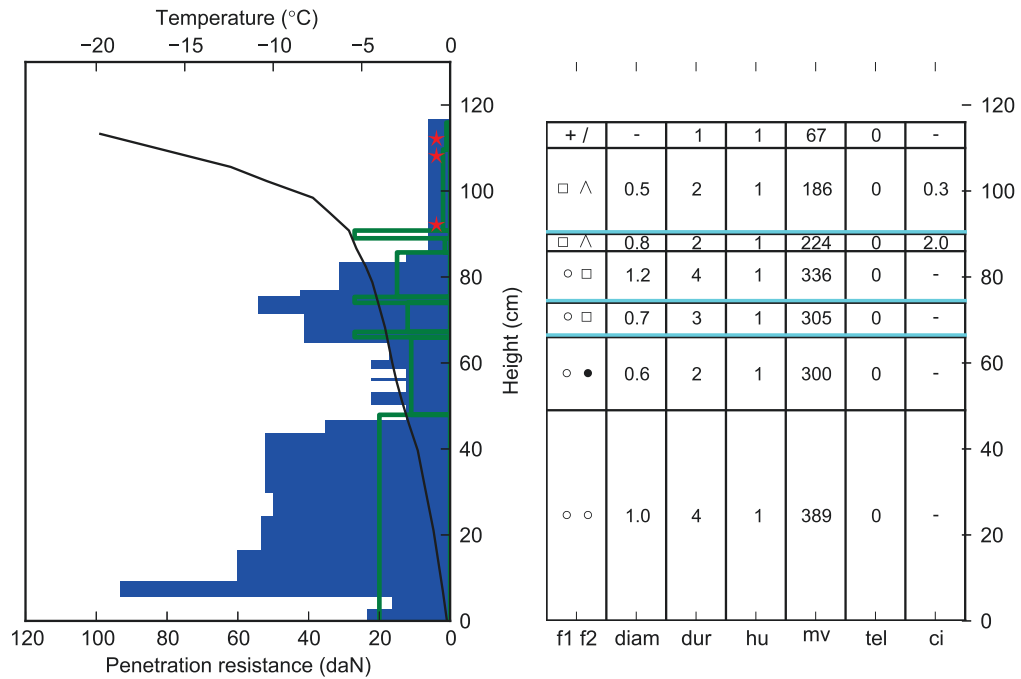 Temperature (°C)
−20 −15 −10 −5 0
120 120
+ / - 1 1 67 0 -
100 □ ∧ 0.5 2 1 186 0 0.3 100
□ ∧ 0.8 2 1 224 0 2.0
80 ○ □ 1.2 4 1 336 0 - 80
○ □ 0.7 3 1 305 0 -
60 ○ ● 0.6 2 1 300 0 - 60
Height (cm)
40 40
○ ○ 1.0 4 1 389 0 -
20 20
0 0
120 100 80 60 40 20 0 f1 f2 diam dur hu mv tel ci
Penetration resistance (daN)